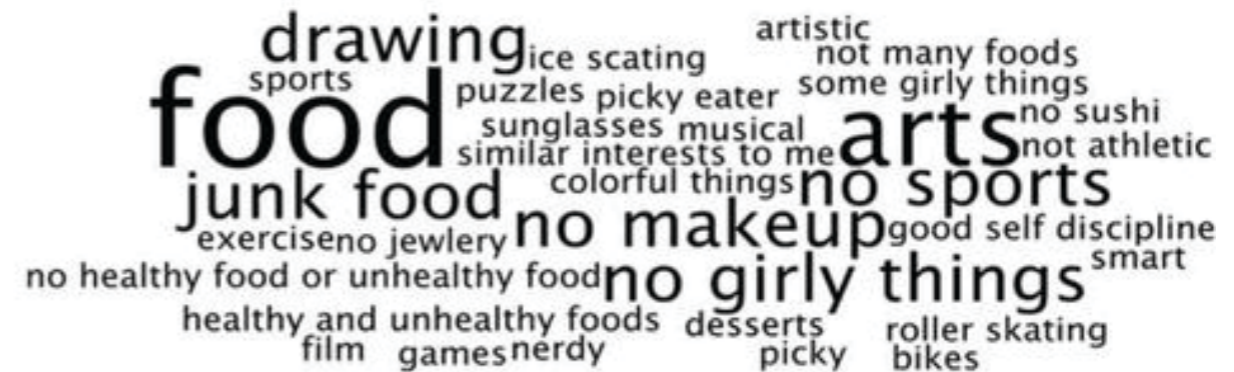 drawing
artistic
ice scating
not many foods
sports
some girly things
food
puzzles
picky eater
no sushi
sunglasses
musical
arts
not athletic
similar interests to me
junk food
colorful things
no sports
exercise
no jewlery
no makeup
good self discipline
no healthy food or unhealthy food
no girly things
smart
healthy and unhealthy foods
desserts
roller skating
film
games
nerdy
picky
bikes